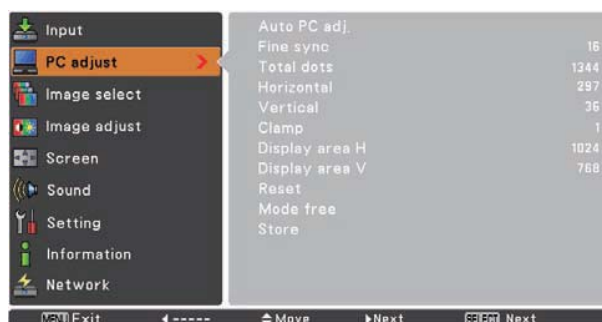 Input
PC adjust
Image select
Image adjust
Screen
Sound
Setting
Information
Network
Auto PC adj.
Fine sync 16
Total dots 1344
Horizontal 297
Vertical 36
Clamp 1
Display area H 1024
Display area V 768
Reset
Mode free
Store
MENU Exit ◀ ----- Move ▶Next SELECT Next